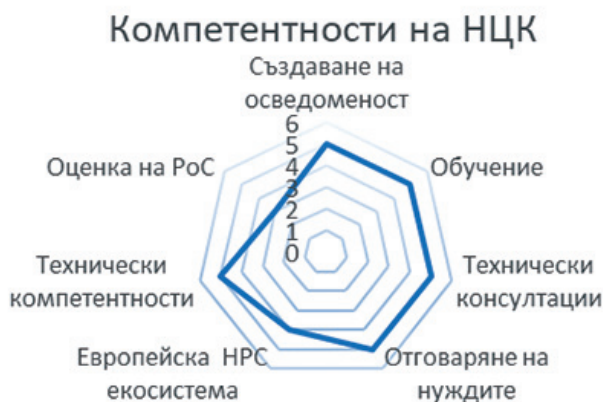 Компетентности на НЦК
Създаване на
осведоменост
6
5
4
3
2
1
0
Оценка на PoC
Обучение
Технически
компетентности
Технически
консултации
Европейска НРС
екосистема
Отговаряне на
нуждите